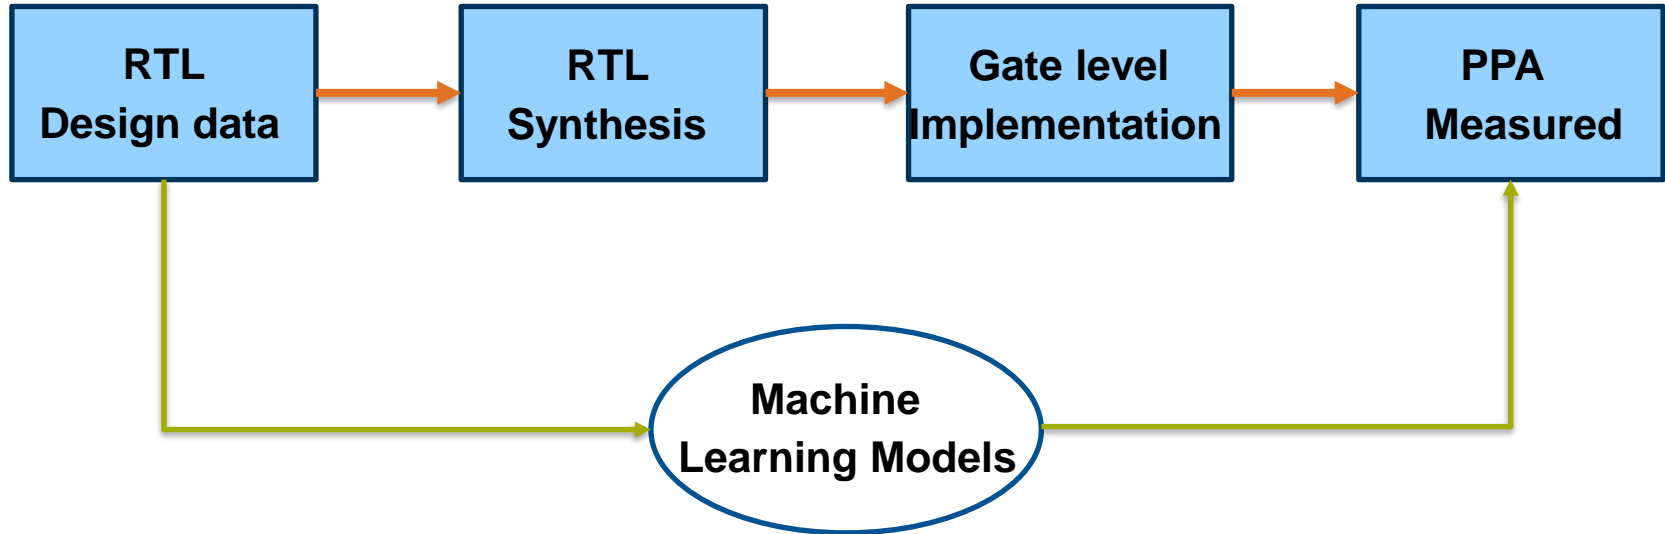 RTL
Design data
RTL
Synthesis
Gate level
Implementation
PPA
Measured
Machine
Learning Models